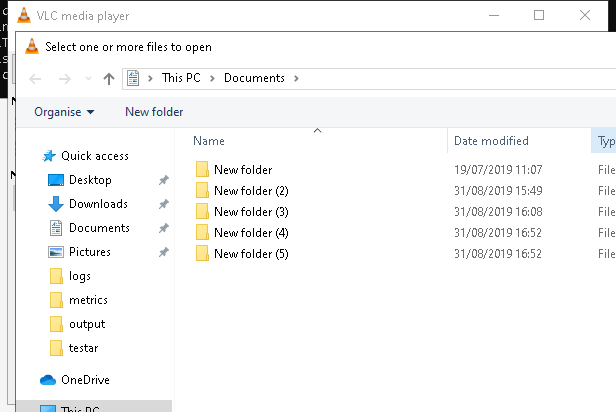 VLC media player
Select one or more files to open
This PC > Documents >
Organise
New folder
Name
Date modified
Typ
Quick access
Desktop
Downloads
Documents
Pictures
logs
metrics
output
testar
OneDrive
This PC
New folder 19/07/2019 11:07 File
New folder (2) 31/08/2019 15:49 File
New folder (3) 31/08/2019 16:08 File
New folder (4) 31/08/2019 16:52 File
New folder (5) 31/08/2019 16:52 File